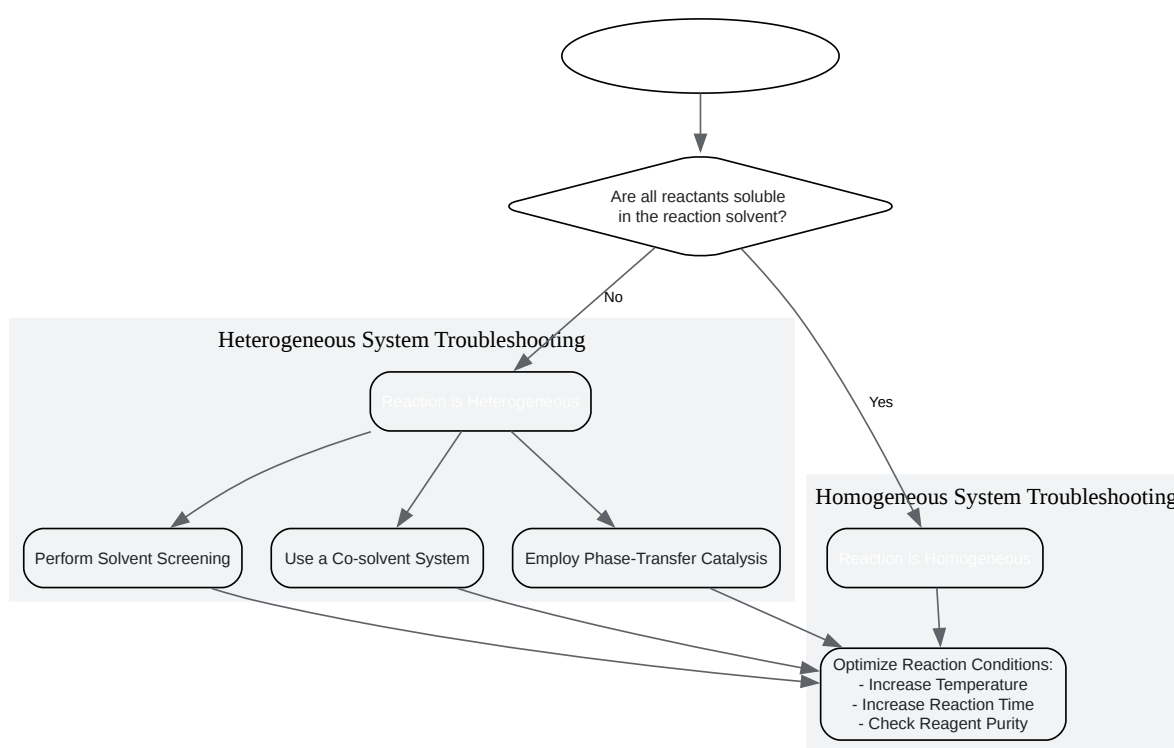 Are all reactants soluble
in the reaction solvent?
No
Heterogeneous System Troubleshooting
Reaction is Heterogeneous
Yes
Homogeneous System Troubleshooting
Perform Solvent Screening
Use a Co-solvent System
Employ Phase-Transfer Catalysis
Reaction is Homogeneous
Optimize Reaction Conditions:
- Increase Temperature
- Increase Reaction Time
- Check Reagent Purity